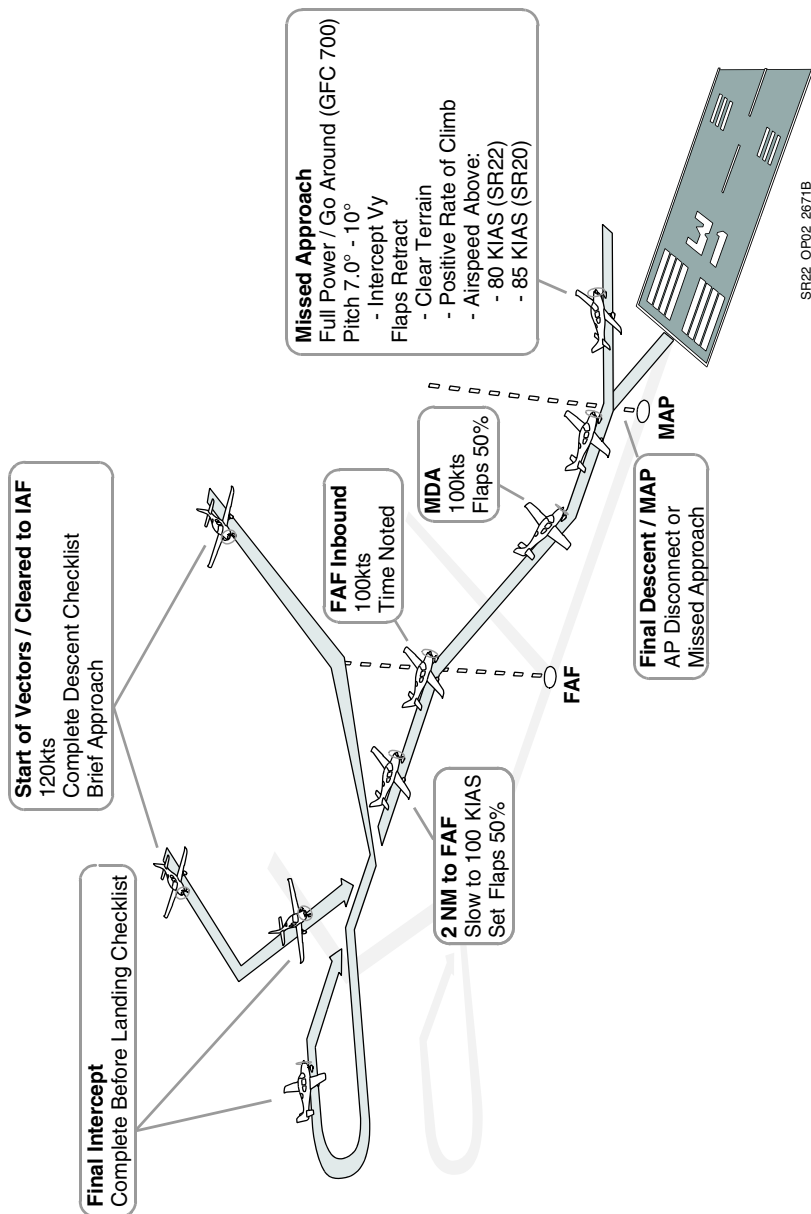 Start of Vectors / Cleared to IAF
120kts
Complete Descent Checklist
Brief Approach
Final Intercept
Complete Before Landing Checklist
2 NM to FAF
Slow to 100 KIAS
Set Flaps 50%
FAF Inbound
100kts
Time Noted
FAF
MDA
100kts
Flaps 50%
Final Descent / MAP
AP Disconnect or
Missed Approach
MAP
Missed Approach
Full Power / Go Around (GFC 700)
Pitch 7.0° - 10°
- Intercept Vy
Flaps Retract
- Clear Terrain
- Positive Rate of Climb
- Airspeed Above:
- 80 KIAS (SR22)
- 85 KIAS (SR20)
31
SR22_OP02_2671B